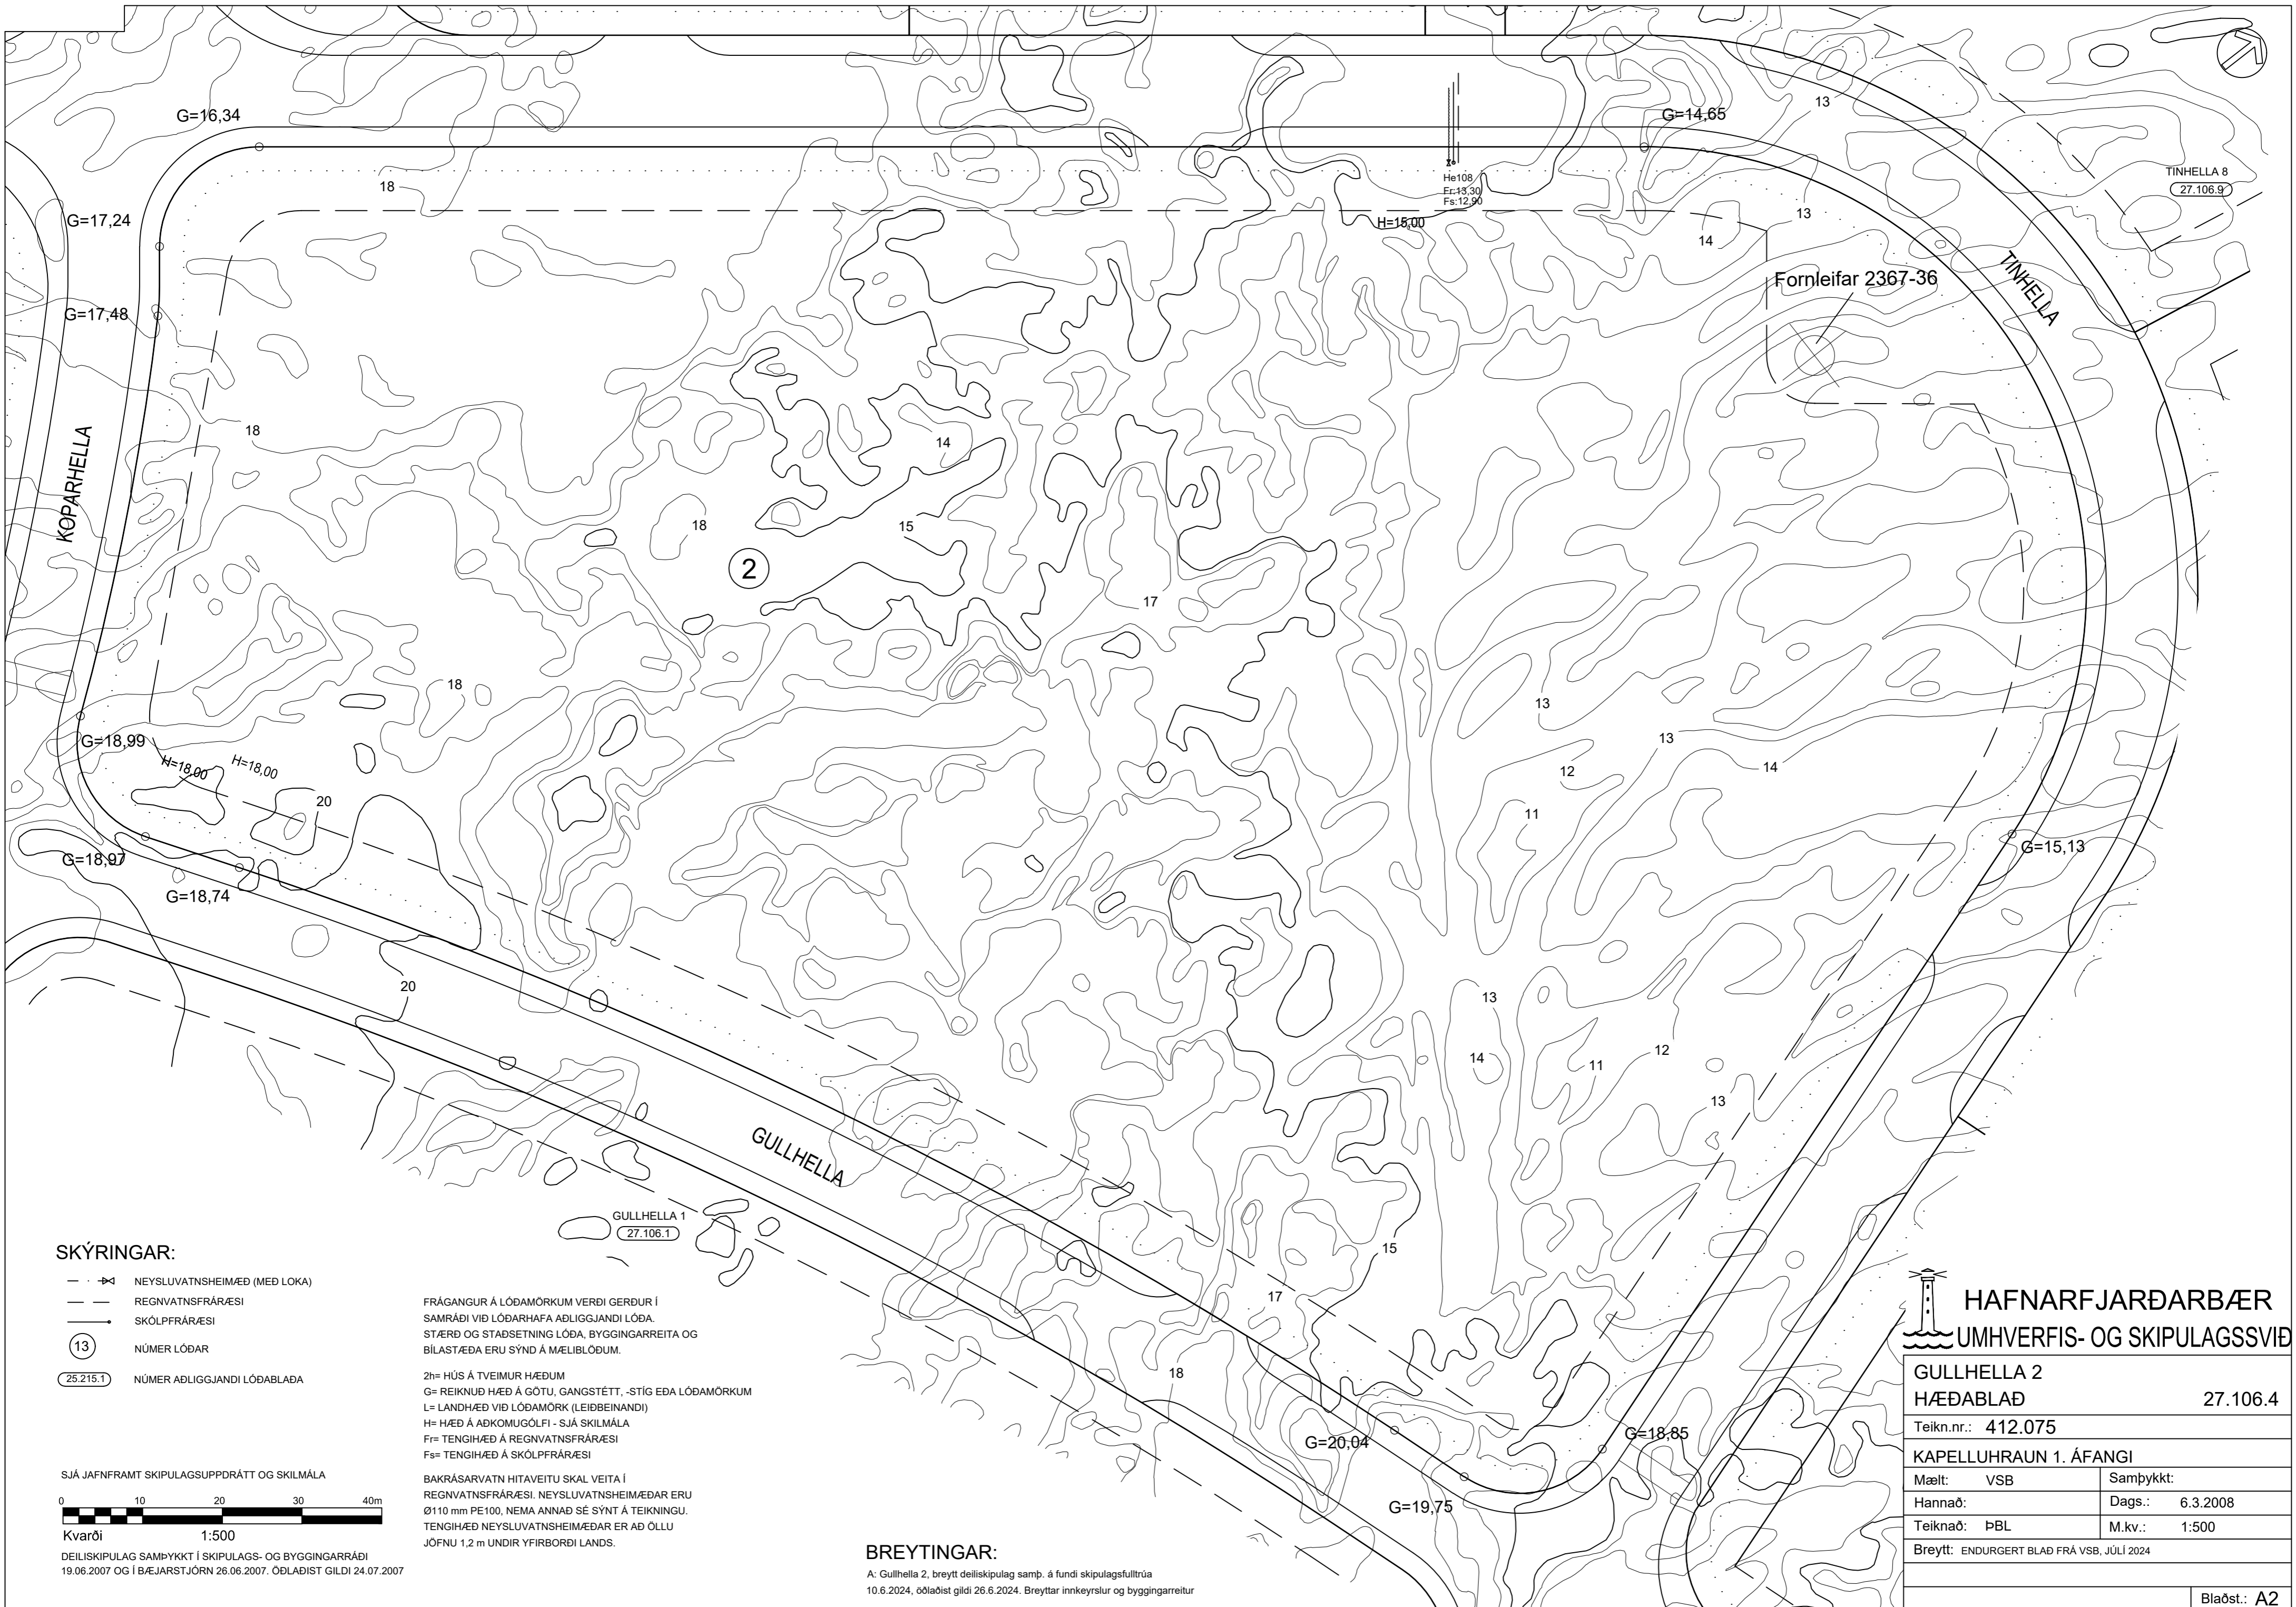 G=16,34
G=14,65
13
TINHELLA 8
27.106.9
He108
Fr:13,30
Fs:12,90
H=15,00
18
13
14
G=17,24
TINHELLA
Fornleifar 2367-36
G=17,48
KOPARHELLA
18
14
18
15
2
17
18
13
13
14
12
11
G=18,99
H=18,00
H=18,00
20
G=18,97
G=18,74
G=15,13
20
13
14
12
11
13
GULLHELLA
GULLHELLA 1
27.106.1
15
17
18
G=20,04
G=18,85
G=19,75
SKÝRINGAR:
NEYSLUVATNSHEIMÆÐ (MEÐ LOKA)
REGNVATNSFRÁRÆSI
SKÓLPFRÁRÆSI
13
NÚMER LÓÐAR
25.215.1
NÚMER AÐLIGGJANDI LÓÐABLAÐA
SJÁ JAFNFRAMT SKIPULAGSUPPDRÁTT OG SKILMÁLA
0 10 20 30 40m
Kvarði 1:500
DEILISKIPULAG SAMÞYKKT Í SKIPULAGS- OG BYGGINGARRÁÐI
19.06.2007 OG Í BÆJARSTJÓRN 26.06.2007. ÖÐLAÐIST GILDI 24.07.2007
FRÁGANGUR Á LÓÐAMÖRKUM VERÐI GERÐUR Í
SAMRÁÐI VIÐ LÓÐARHAFA AÐLIGGJANDI LÓÐA.
STÆRÐ OG STAÐSETNING LÓÐA, BYGGINGARREITA OG
BÍLASTÆÐA ERU SÝND Á MÆLIBLÖÐUM.
2h= HÚS Á TVEIMUR HÆÐUM
G= REIKNUÐ HÆÐ Á GÖTU, GANGSTÉTT, -STÍG EÐA LÓÐAMÖRKUM
L= LANDHÆÐ VIÐ LÓÐAMÖRK (LEIÐBEINANDI)
H= HÆÐ Á AÐKOMUGÓLFI - SJÁ SKILMÁLA
Fr= TENGIHÆÐ Á REGNVATNSFRÁRÆSI
Fs= TENGIHÆÐ Á SKÓLPFRÁRÆSI
BAKRÁSARVATN HITAVEITU SKAL VEITA Í
REGNVATNSFRÁRÆSI. NEYSLUVATNSHEIMÆÐAR ERU
Ø110 mm PE100, NEMA ANNAÐ SÉ SÝNT Á TEIKNINGU.
TENGIHÆÐ NEYSLUVATNSHEIMÆÐAR ER AÐ ÖLLU
JÖFNU 1,2 m UNDIR YFIRBORÐI LANDS.
BREYTINGAR:
A: Gullhella 2, breytt deiliskipulag samþ. á fundi skipulagsfulltrúa
10.6.2024, öðlaðist gildi 26.6.2024. Breyttar innkeyrslur og byggingarreitur
HAFNARFJARÐARBÆR
UMHVERFIS- OG SKIPULAGSSVIÐ
GULLHELLA 2
HÆÐABLAÐ 27.106.4
Teikn.nr.: 412.075
KAPELLUHRAUN 1. ÁFANGI
Mælt: VSB Samþykkt:
Hannað: Dags.: 6.3.2008
Teiknað: ÞBL M.kv.: 1:500
Breytt: ENDURGERT BLAÐ FRÁ VSB, JÚLÍ 2024
Blaðst.: A2